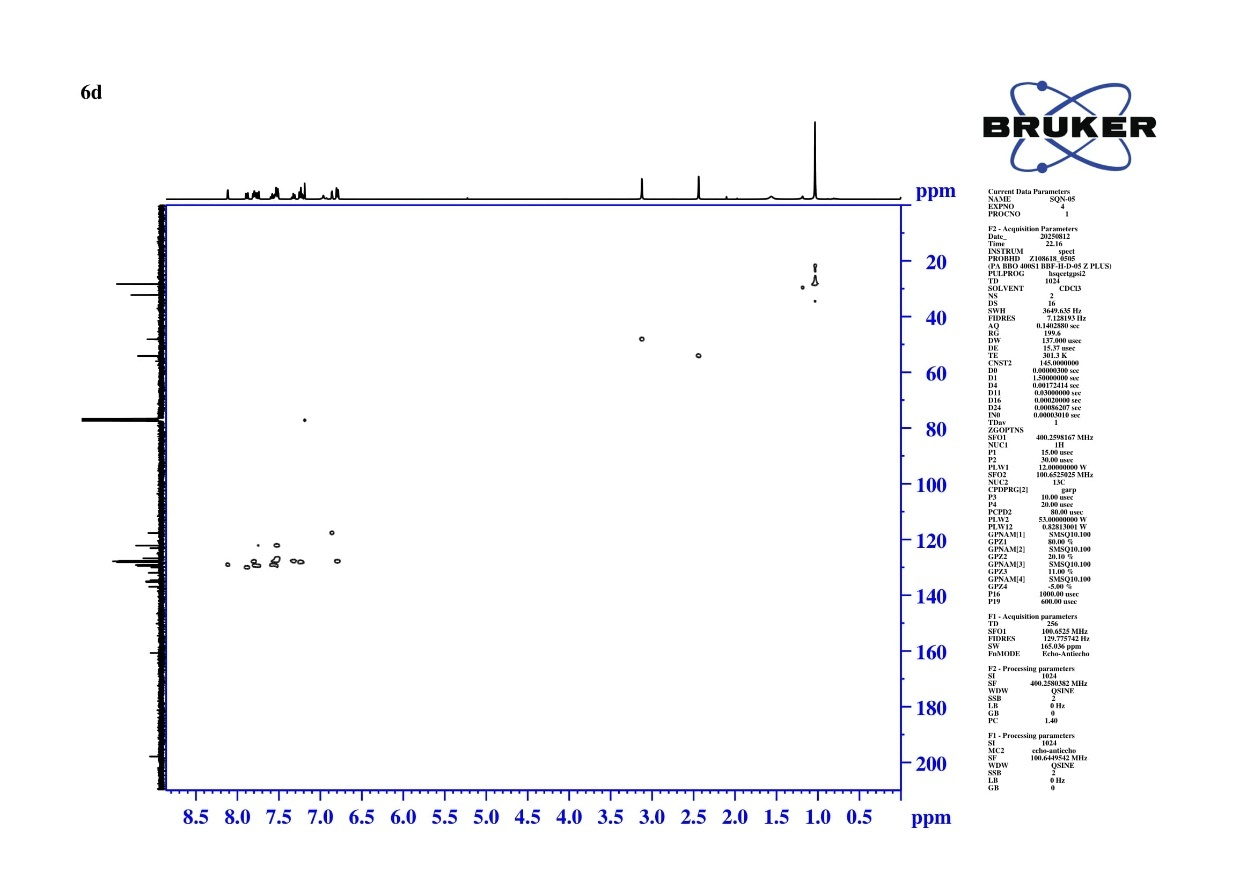 6d
BRUKER
ppm
20
40
60
80
100
120
140
160
180
200
8.5 8.0 7.5 7.0 6.5 6.0 5.5 5.0 4.5 4.0 3.5 3.0 2.5 2.0 1.5 1.0 0.5 ppm
Current Data Parameters
NAME SQN-05
EXPNO 4
PROCNO 1
F2 - Acquisition Parameters
Date_ 20250812
Time 22.16
INSTRUM spect
PROBHD Z108618_0505
(PA BBO 400S1 BBF-H-D-05 Z PLUS)
PULPROG hsqcetgpsi2
TD 1024
SOLVENT CDCl3
NS 2
DS 16
SWH 3649.635 Hz
FIDRES 7.128193 Hz
AQ 0.1402880 sec
RG 199.6
DW 137.000 usec
DE 15.37 usec
TE 301.3 K
CNST2 145.0000000
D0 0.00000300 sec
D1 1.50000000 sec
D4 0.00172414 sec
D11 0.03000000 sec
D16 0.00020000 sec
D24 0.00086207 sec
IN0 0.00003010 sec
TDav 1
ZGOPTNS
SFO1 400.2598167 MHz
NUC1 1H
P1 15.00 usec
P2 30.00 usec
PLW1 12.00000000 W
SFO2 100.6525025 MHz
NUC2 13C
CPDPRG[2] garp
P3 10.00 usec
P4 20.00 usec
PCPD2 80.00 usec
PLW2 53.00000000 W
PLW12 0.82813001 W
GPNAM[1] SMSQ10.100
GPZ1 80.00 %
GPNAM[2] SMSQ10.100
GPZ2 20.10 %
GPNAM[3] SMSQ10.100
GPZ3 11.00 %
GPNAM[4] SMSQ10.100
GPZ4 -5.00 %
P16 1000.00 usec
P19 600.00 usec
F1 - Acquisition parameters
TD 256
SFO1 100.6525 MHz
FIDRES 129.775742 Hz
SW 165.036 ppm
FnMODE Echo-Antiecho
F2 - Processing parameters
SI 1024
SF 400.2580382 MHz
WDW QSINE
SSB 2
LB 0 Hz
GB 0
PC 1.40
F1 - Processing parameters
SI 1024
MC2 echo-antiecho
SF 100.6449542 MHz
WDW QSINE
SSB 2
LB 0 Hz
GB 0